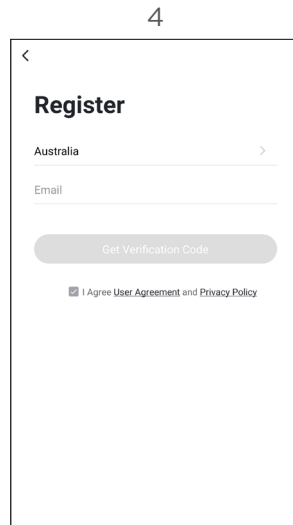 4
Register
Australia
Email
Get Verification Code
I Agree User Agreement and Privacy Policy